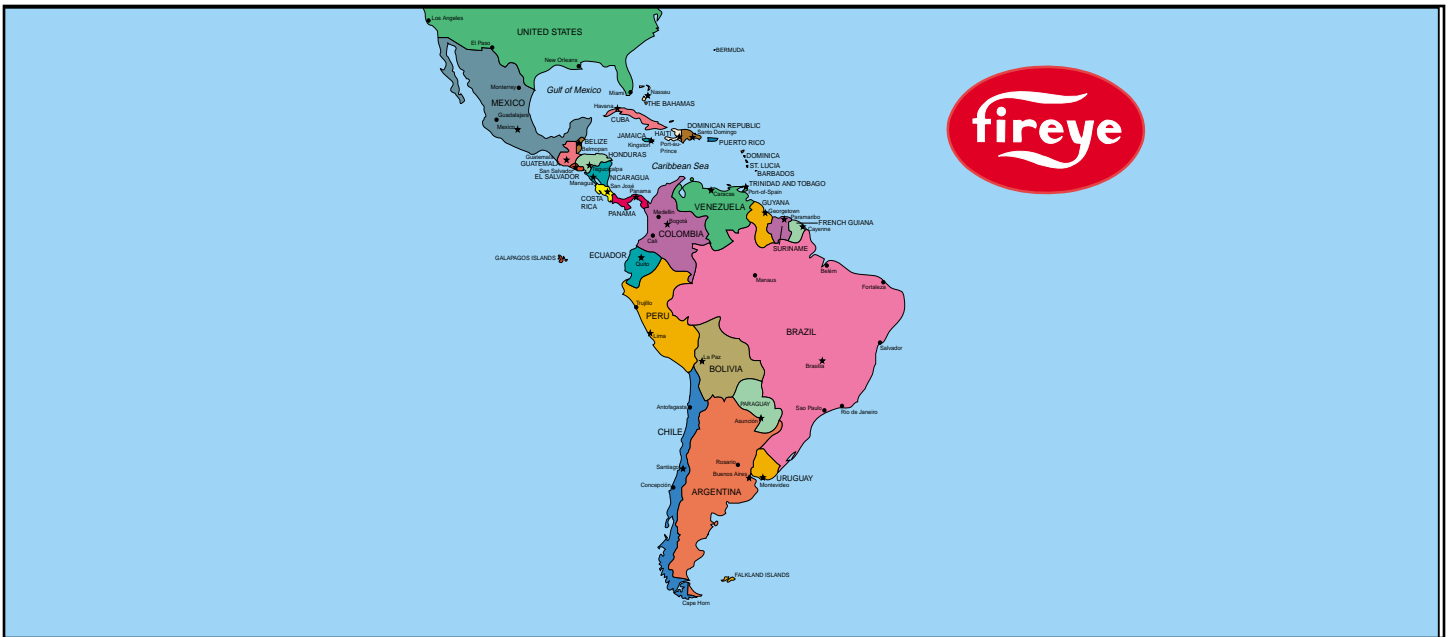 Los Angeles
UNITED STATES
El Paso
BERMUDA
New Orleans
Monterrey
Gulf of Mexico
Miami
Nassau
MEXICO
THE BAHAMAS
Havana
Guadalajara
CUBA
Mexico
DOMINICAN REPUBLIC
HAITI
Santo Domingo
JAMAICA
BELIZE
PUERTO RICO
Kingston
Port-au-
Prince
Belmopan
HONDURAS
DOMINICA
Guatemala
GUATEMALA
Caribbean Sea
ST. LUCIA
San Salvador
Tegucigalpa
BARBADOS
EL SALVADOR
NICARAGUA
Managua
San José
TRINIDAD AND TOBAGO
Panama
Caracas
Port-of-Spain
COSTA
RICA
VENEZUELA
GUYANA
PANAMA
Medellín
Georgetown
Paramaribo
Bogotá
FRENCH GUIANA
Cayenne
COLOMBIA
Cali
SURINAME
ECUADOR
GALAPAGOS ISLANDS
Quito
Belém
Manaus
Fortaleza
Trujillo
PERU
BRAZIL
Lima
Salvador
La Paz
BOLIVIA
Brasília
PARAGUAY
Antofagasta
Sao Paulo
Rio de Janeiro
Asunción
CHILE
Rosario
Santiago
Buenos Aires
URUGUAY
Concepción
Montevideo
ARGENTINA
FALKLAND ISLANDS
Cape Horn
fireye